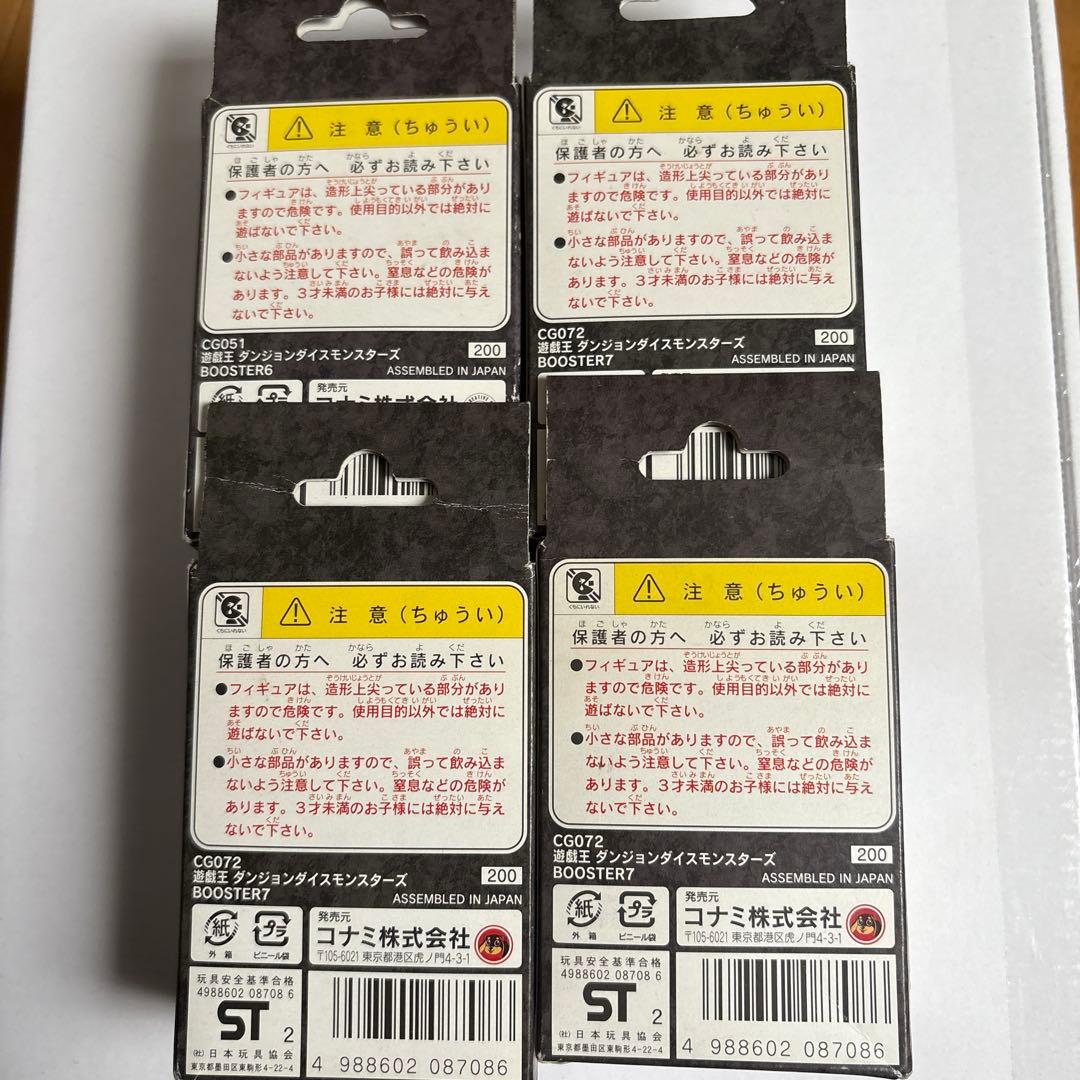 くちにいれない
注 意(ちゅうい)
保護者の方へ 必ずお読み下さい
●フィギュアは、造形上尖っている部分があり
ますので危険です。使用目的以外では絶対に
遊ばないで下さい。
●小さな部品がありますので、誤って飲み込ま
ないよう注意して下さい。窒息などの危険が
あります。3才未満のお子様には絶対に与え
ないで下さい。
CG051
遊戯王 ダンジョンダイスモンスターズ
200
BOOSTER6
ASSEMBLED IN JAPAN
紙
発売元
コナミ株式会社
くちにいれない
注 意(ちゅうい)
保護者の方へ 必ずお読み下さい
●フィギュアは、造形上尖っている部分があり
ますので危険です。使用目的以外では絶対に
遊ばないで下さい。
●小さな部品がありますので、誤って飲み込ま
ないよう注意して下さい。窒息などの危険が
あります。3才未満のお子様には絶対に与え
ないで下さい。
CG072
遊戯王 ダンジョンダイスモンスターズ
200
BOOSTER7
ASSEMBLED IN JAPAN
くちにいれない
注 意(ちゅうい)
保護者の方へ 必ずお読み下さい
●フィギュアは、造形上尖っている部分があり
ますので危険です。使用目的以外では絶対に
遊ばないで下さい。
●小さな部品がありますので、誤って飲み込ま
ないよう注意して下さい。窒息などの危険が
あります。3才未満のお子様には絶対に与え
ないで下さい。
CG072
遊戯王 ダンジョンダイスモンスターズ
200
BOOSTER7
ASSEMBLED IN JAPAN
紙
外 箱
プラ
ビニール袋
発売元
コナミ株式会社
〒105-6021 東京都港区虎ノ門4-3-1
玩具安全基準合格
4988602 08708 6
ST 2
(社)日本玩具協会
東京都墨田区東駒形4-22-4
4 988602 087086
くちにいれない
注 意(ちゅうい)
保護者の方へ 必ずお読み下さい
●フィギュアは、造形上尖っている部分があり
ますので危険です。使用目的以外では絶対に
遊ばないで下さい。
●小さな部品がありますので、誤って飲み込ま
ないよう注意して下さい。窒息などの危険が
あります。3才未満のお子様には絶対に与え
ないで下さい。
CG072
遊戯王 ダンジョンダイスモンスターズ
200
BOOSTER7
ASSEMBLED IN JAPAN
紙
外 箱
プラ
ビニール袋
発売元
コナミ株式会社
〒105-6021 東京都港区虎ノ門4-3-1
玩具安全基準合格
4988602 08708 6
ST 2
(社)日本玩具協会
東京都墨田区東駒形4-22-4
4 988602 087086